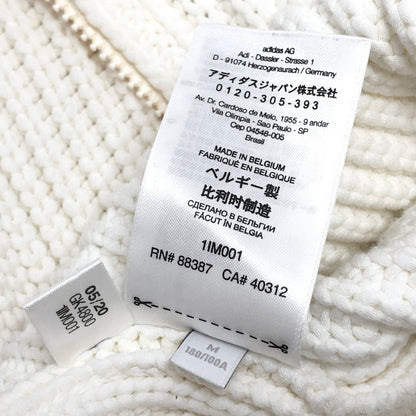 adidas AG
Adi - Dassler - Strasse 1
D - 91074 Herzogenaurach / Germany
アディダスジャパン株式会社
0120-305-393
Av. Dr. Cardoso de Melo, 1955 - 9 andar
Vila Olimpia - Sao Paulo - SP
Cep 04548-005
Brasil
MADE IN BELGIUM
FABRIQUÉ EN BELGIQUE
ベルギー製
比利时制造
СДЕЛАНО В БЕЛЬГИИ
FĂCUT ÎN BELGIA
1IM001
RN# 88387 CA# 40312
05/20
GK4800
1IM001
M
180/100A